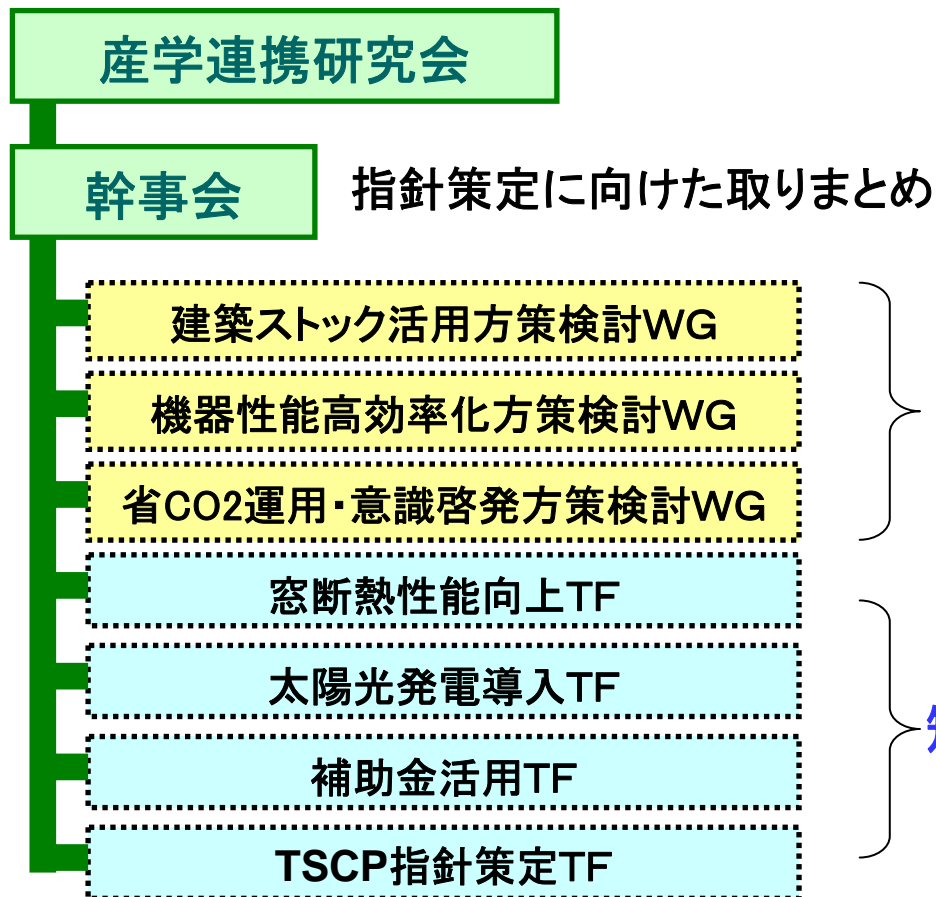 産学連携研究会
幹事会
指針策定に向けた取りまとめ
建築ストック活用方策検討WG
機器性能高効率化方策検討WG
省CO2運用・意識啓発方策検討WG
窓断熱性能向上TF
太陽光発電導入TF
補助金活用TF
TSCP指針策定TF